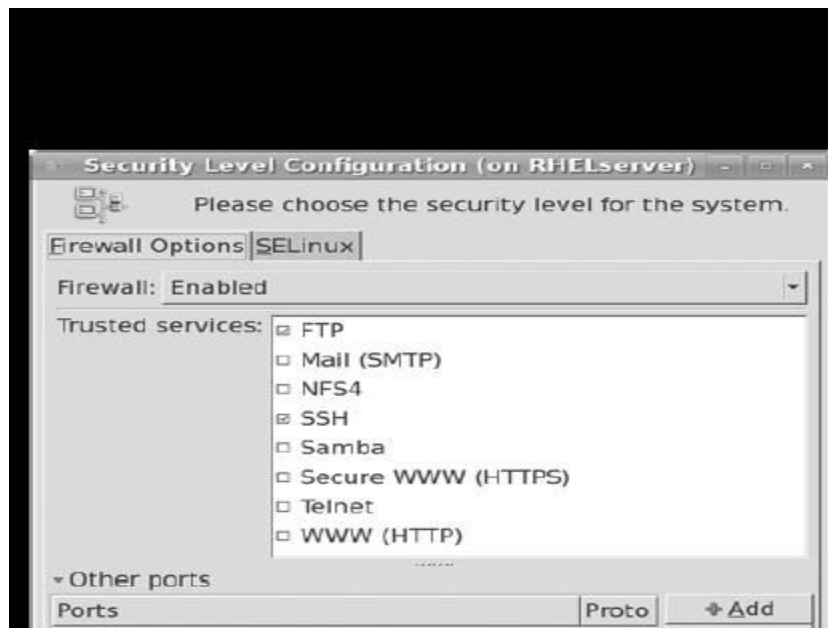 Security Level Configuration (on RHELserver)
Please choose the security level for the system.
Firewall Options SELinux
Firewall: Enabled
Trusted services: FTP
Mail (SMTP)
NFS4
SSH
Samba
Secure WWW (HTTPS)
Telnet
WWW (HTTP)
Other ports
Ports Proto Add